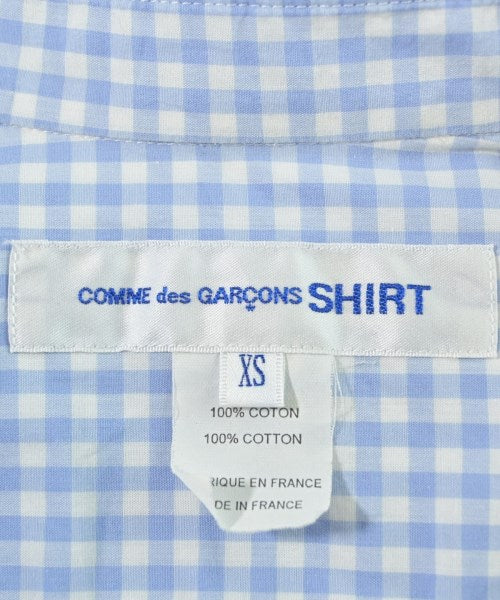 COMME des GARÇONS SHIRT
XS
100% COTON
100% COTTON
RIQUE EN FRANCE
DE IN FRANCE